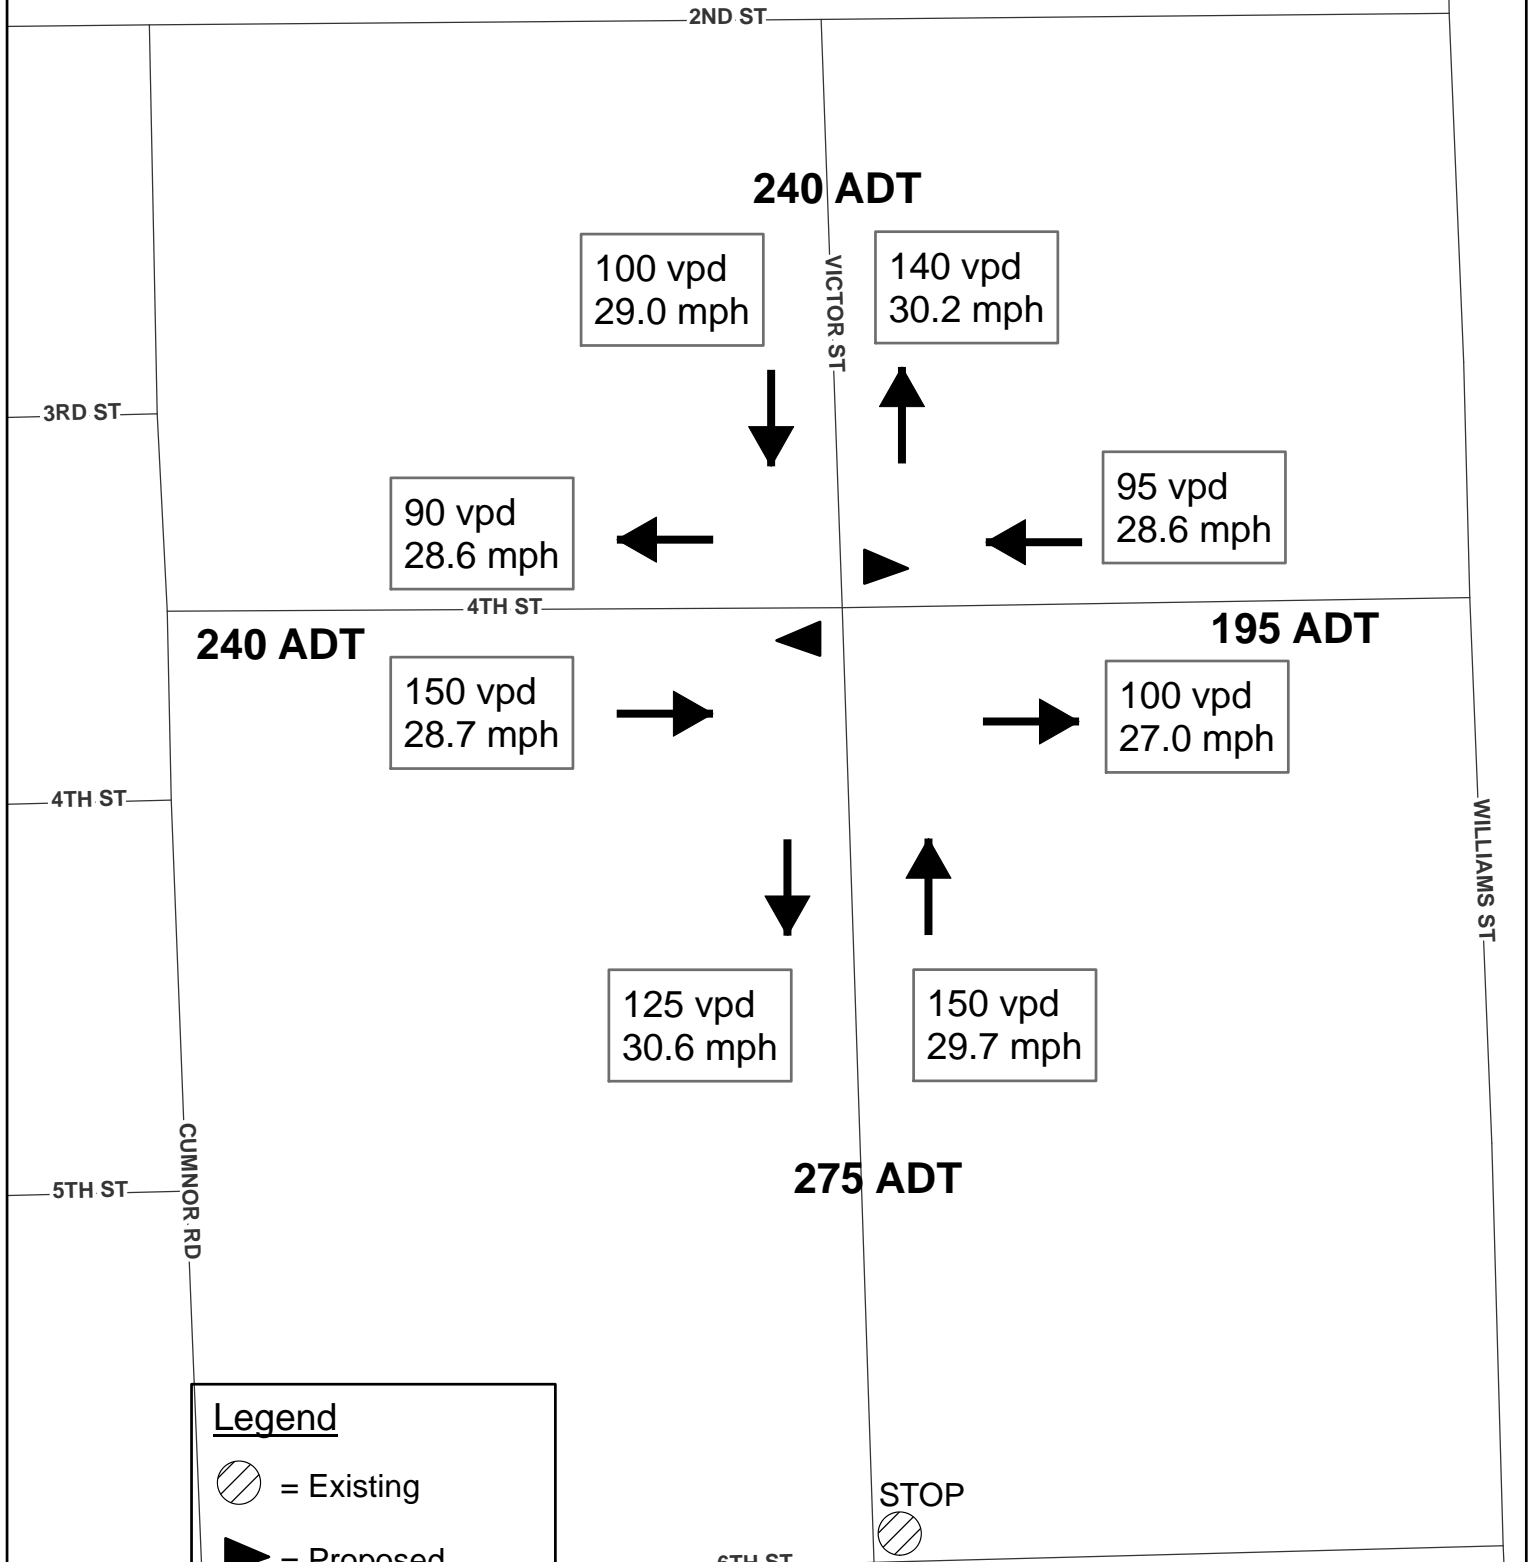 2ND ST
240 ADT
100 vpd
29.0 mph
VICTOR ST
140 vpd
30.2 mph
3RD ST
90 vpd
28.6 mph
95 vpd
28.6 mph
4TH ST
240 ADT
195 ADT
150 vpd
28.7 mph
100 vpd
27.0 mph
4TH ST
WILLIAMS ST
125 vpd
30.6 mph
150 vpd
29.7 mph
CUMNOR RD
275 ADT
5TH ST
Legend
= Existing
= Proposed
STOP
6TH ST